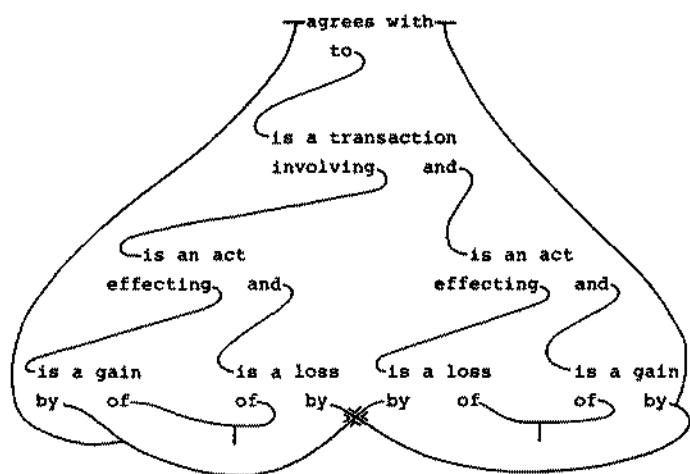 agrees with
to
is a transaction
involving and
is an act is an act
effecting and effecting and
is a gain is a loss is a loss is a gain
by of of by by of of by